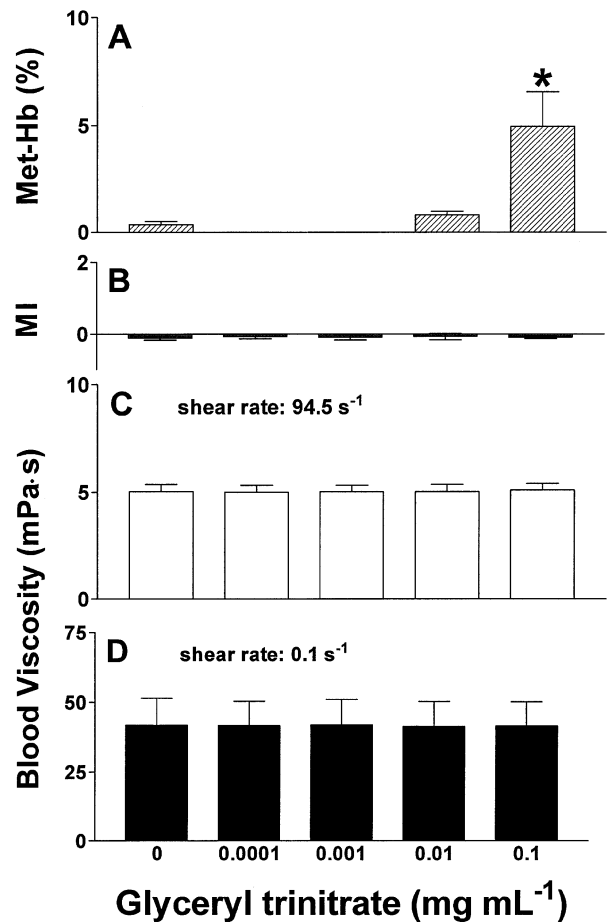 A
10
5
0
Met-Hb (%)
*
B
2
0
MI
C
shear rate: 94.5 s-1
10
5
0
Blood Viscosity (mPa·s)
D
shear rate: 0.1 s-1
75
50
25
0
0 0.0001 0.001 0.01 0.1
Glyceryl trinitrate (mg mL-1)